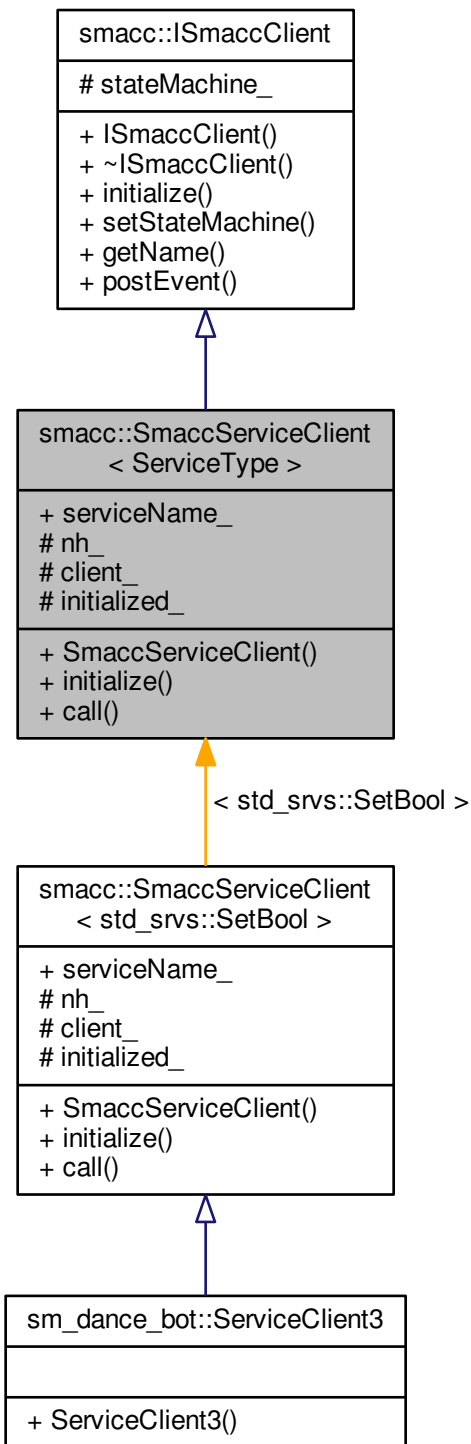 smacc::ISmaccClient
# stateMachine_
+ ISmaccClient()
+ ~ISmaccClient()
+ initialize()
+ setStateMachine()
+ getName()
+ postEvent()
smacc::SmaccServiceClient
< ServiceType >
+ serviceName_
# nh_
# client_
# initialized_
+ SmaccServiceClient()
+ initialize()
+ call()
< std_srvs::SetBool >
smacc::SmaccServiceClient
< std_srvs::SetBool >
+ serviceName_
# nh_
# client_
# initialized_
+ SmaccServiceClient()
+ initialize()
+ call()
sm_dance_bot::ServiceClient3
+ ServiceClient3()